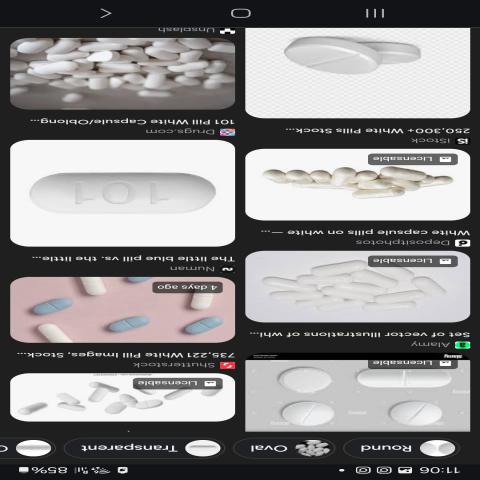 11:06
85%
Round
Oval
Transparent
C
Licensable
Alamy
Set of vector illustrations of whi...
Licensable
Depositphotos
White capsule pills on white —...
Licensable
iStock
250,300+ White Pills Stock...
Licensable
Shutterstock
735,221 White Pill Images, Stock...
4 days ago
Numan
The little blue pill vs. the little...
101
Drugs.com
101 Pill White Capsule/Oblong...
Unsplash